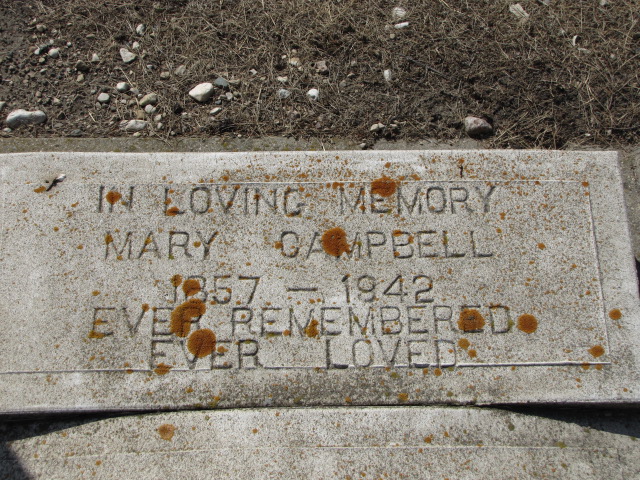 IN LOVING MEMORY
MARY CAMPBELL
1857 — 1942
EVER REMEMBERED
EVER LOVED